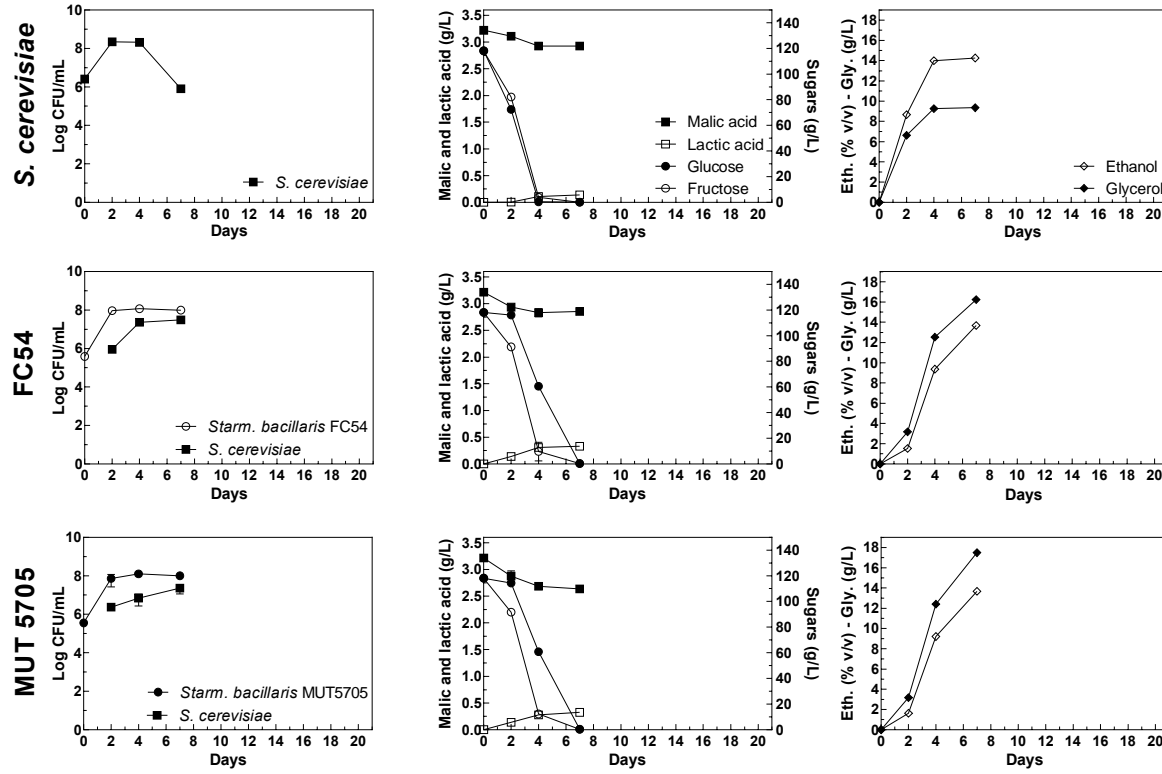 S. cerevisiae
Log CFU/mL
10
8
6
4
2
0
S. cerevisiae
0 2 4 6 8 10 12 14 16 18 20
Days
Malic and lactic acid (g/L)
3.5
3.0
2.5
2.0
1.5
1.0
0.5
0.0
Malic acid
Lactic acid
Glucose
Fructose
140
120
100
80
60
40
20
0
Sugars (g/L)
0 2 4 6 8 10 12 14 16 18 20
Days
Eth. (% v/v) - Gly. (g/L)
18
16
14
12
10
8
6
4
2
0
Ethanol
Glycerol
0 2 4 6 8 10 12 14 16 18 20
Days
FC54
Log CFU/mL
10
8
6
4
2
0
Starm. bacillaris FC54
S. cerevisiae
0 2 4 6 8 10 12 14 16 18 20
Days
Malic and lactic acid (g/L)
3.5
3.0
2.5
2.0
1.5
1.0
0.5
0.0
140
120
100
80
60
40
20
0
Sugars (g/L)
0 2 4 6 8 10 12 14 16 18 20
Days
Eth. (% v/v) - Gly. (g/L)
18
16
14
12
10
8
6
4
2
0
0 2 4 6 8 10 12 14 16 18 20
Days
MUT 5705
Log CFU/mL
10
8
6
4
2
0
Starm. bacillaris MUT5705
S. cerevisiae
0 2 4 6 8 10 12 14 16 18 20
Days
Malic and lactic acid (g/L)
3.5
3.0
2.5
2.0
1.5
1.0
0.5
0.0
140
120
100
80
60
40
20
0
Sugars (g/L)
0 2 4 6 8 10 12 14 16 18 20
Days
Eth. (% v/v) - Gly. (g/L)
18
16
14
12
10
8
6
4
2
0
0 2 4 6 8 10 12 14 16 18 20
Days